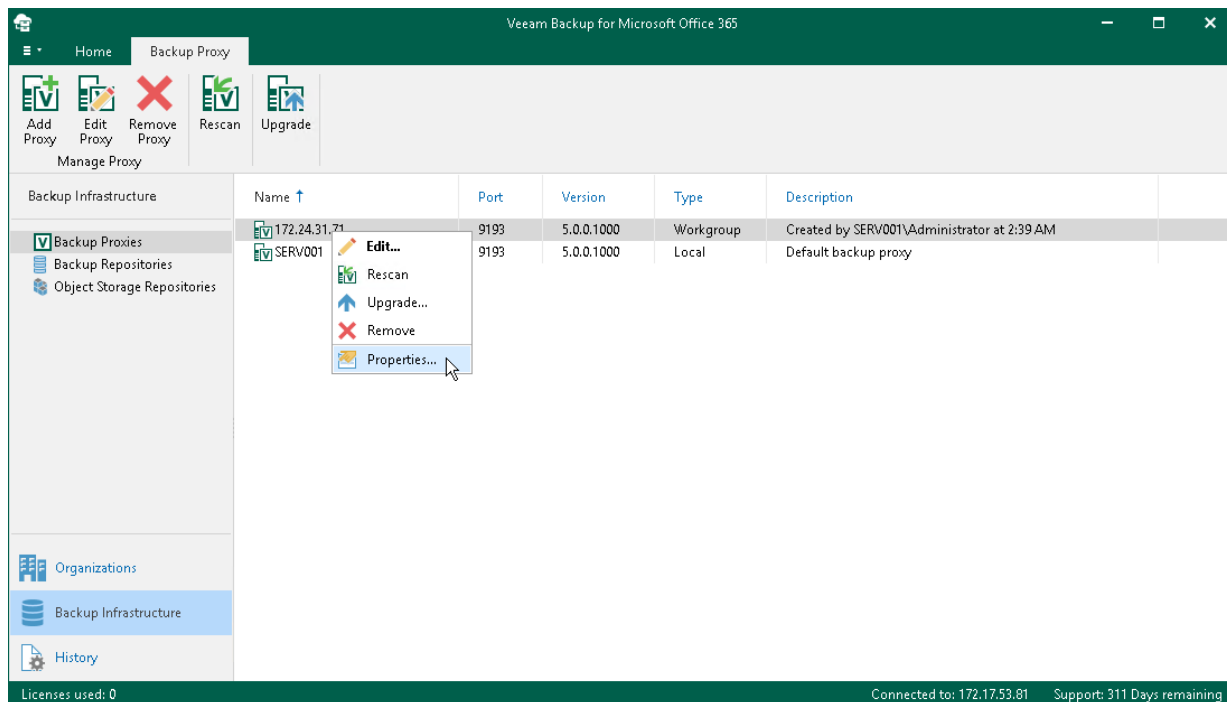 Veeam Backup for Microsoft Office 365
Home Backup Proxy
Add Proxy
Edit Proxy
Remove Proxy
Rescan
Upgrade
Manage Proxy
Backup Infrastructure
Backup Proxies
Backup Repositories
Object Storage Repositories
Name Port Version Type Description
172.24.31.71 9193 5.0.0.1000 Workgroup Created by SERV001\Administrator at 2:39 AM
SERV001 9193 5.0.0.1000 Local Default backup proxy
Edit...
Rescan
Upgrade...
Remove
Properties...
Organizations
Backup Infrastructure
History
Licenses used: 0 Connected to: 172.17.53.81 Support: 311 Days remaining